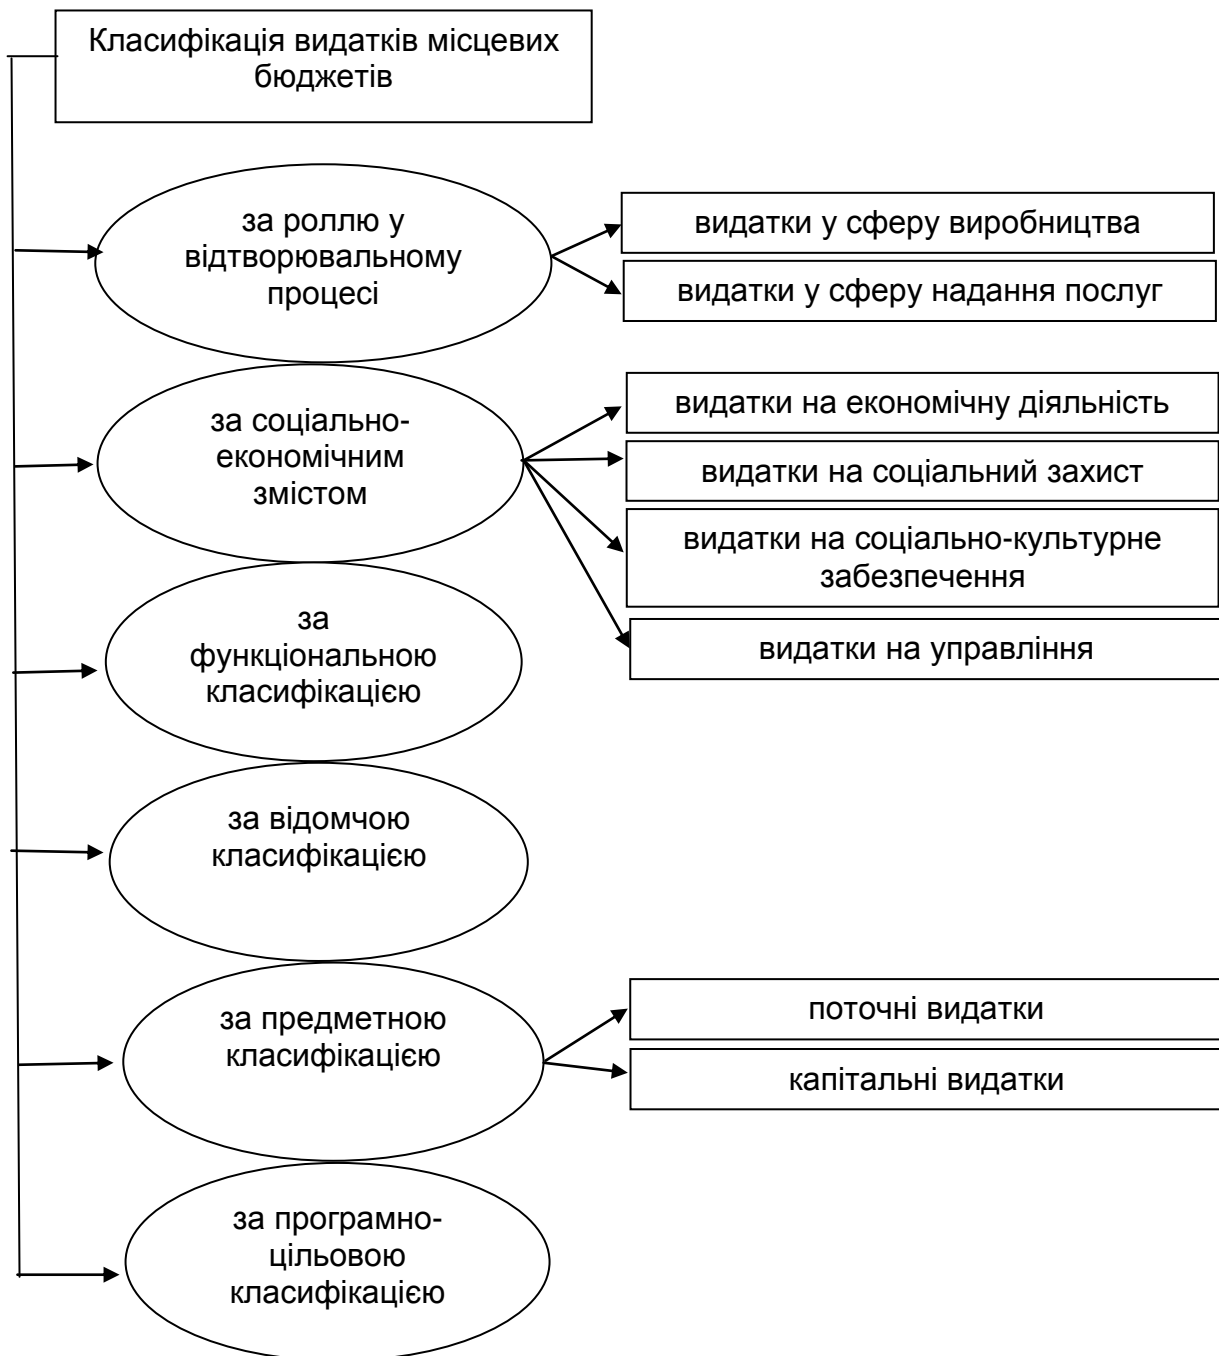 Класифікація видатків місцевих
бюджетів
за роллю у
відтворювальному
процесі
видатки у сферу виробництва
видатки у сферу надання послуг
за соціально-
економічним
змістом
видатки на економічну діяльність
видатки на соціальний захист
видатки на соціально-культурне
забезпечення
видатки на управління
за
функціональною
класифікацією
за відомчою
класифікацією
за предметною
класифікацією
поточні видатки
капітальні видатки
за програмно-
цільовою
класифікацією